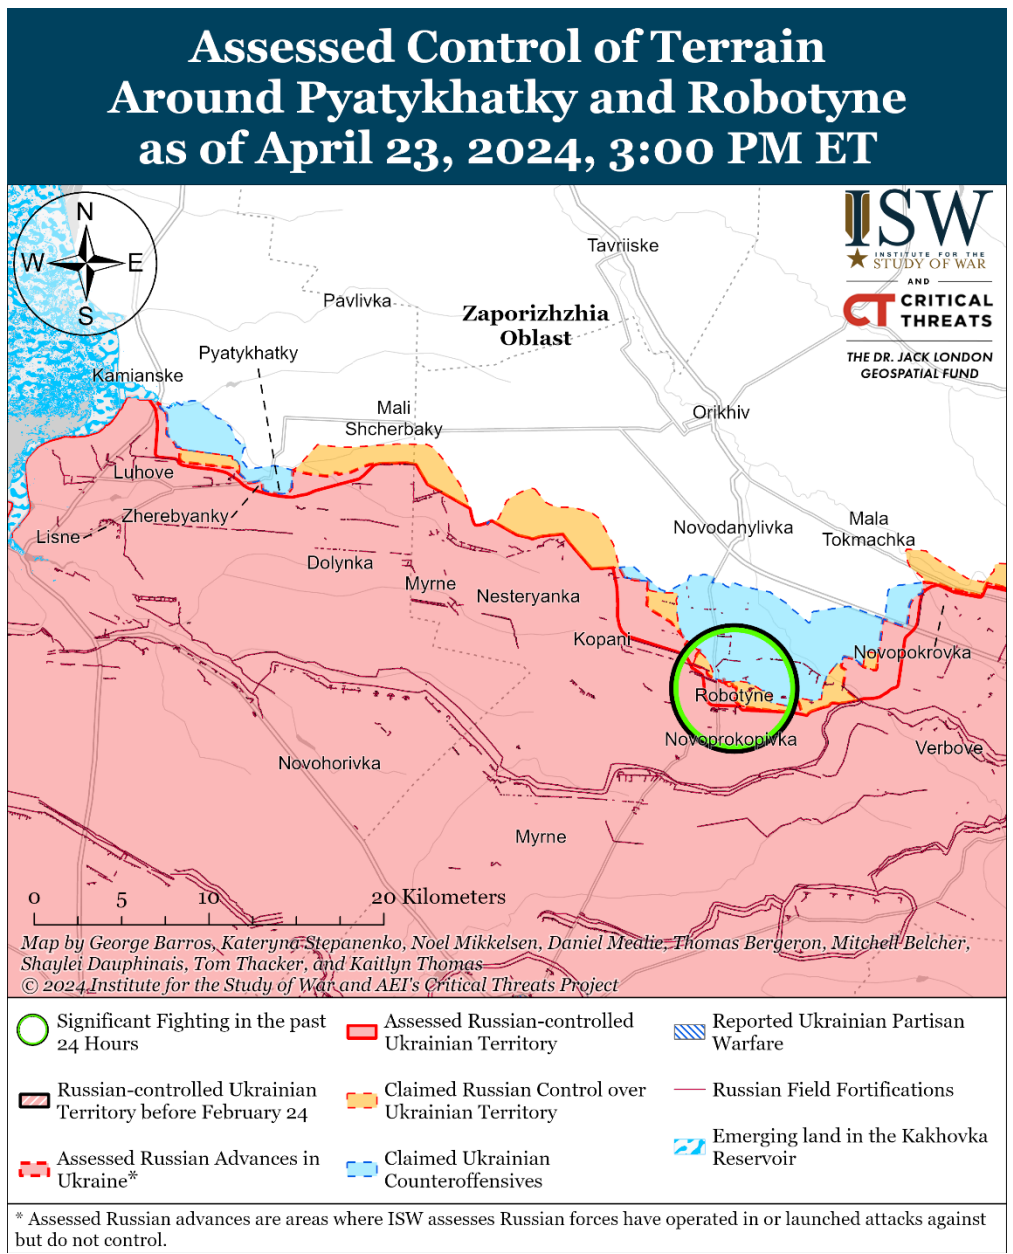 Assessed Control of Terrain
Around Pyatykhatky and Robotyne
as of April 23, 2024, 3:00 PM ET
N
W
E
S
ISW
INSTITUTE FOR THE
STUDY OF WAR
AND
CT CRITICAL
THREATS
THE DR. JACK LONDON
GEOSPATIAL FUND
Tavriiske
Pavlivka
Zaporizhzhia
Oblast
Pyatykhatky
Kamianske
Mali
Shcherbaky
Orikhiv
Luhove
Zherebyanky
Lisne
Novodanylivka
Mala
Tokmachka
Dolynka
Myrne
Nesteryanka
Kopani
Novopokrovka
Robotyne
Novoprokopivka
Verbove
Novohorivka
Myrne
0 5 10 20 Kilometers
Map by George Barros, Kateryna Stepanenko, Noel Mikkelsen, Daniel Mealie, Thomas Bergeron, Mitchell Belcher,
Shaylei Dauphinais, Tom Thacker, and Kaitlyn Thomas
© 2024 Institute for the Study of War and AEI's Critical Threats Project
Significant Fighting in the past
24 Hours
Russian-controlled Ukrainian
Territory before February 24
Assessed Russian Advances in
Ukraine*
Assessed Russian-controlled
Ukrainian Territory
Claimed Russian Control over
Ukrainian Territory
Claimed Ukrainian
Counteroffensives
Reported Ukrainian Partisan
Warfare
Russian Field Fortifications
Emerging land in the Kakhovka
Reservoir
* Assessed Russian advances are areas where ISW assesses Russian forces have operated in or launched attacks against
but do not control.